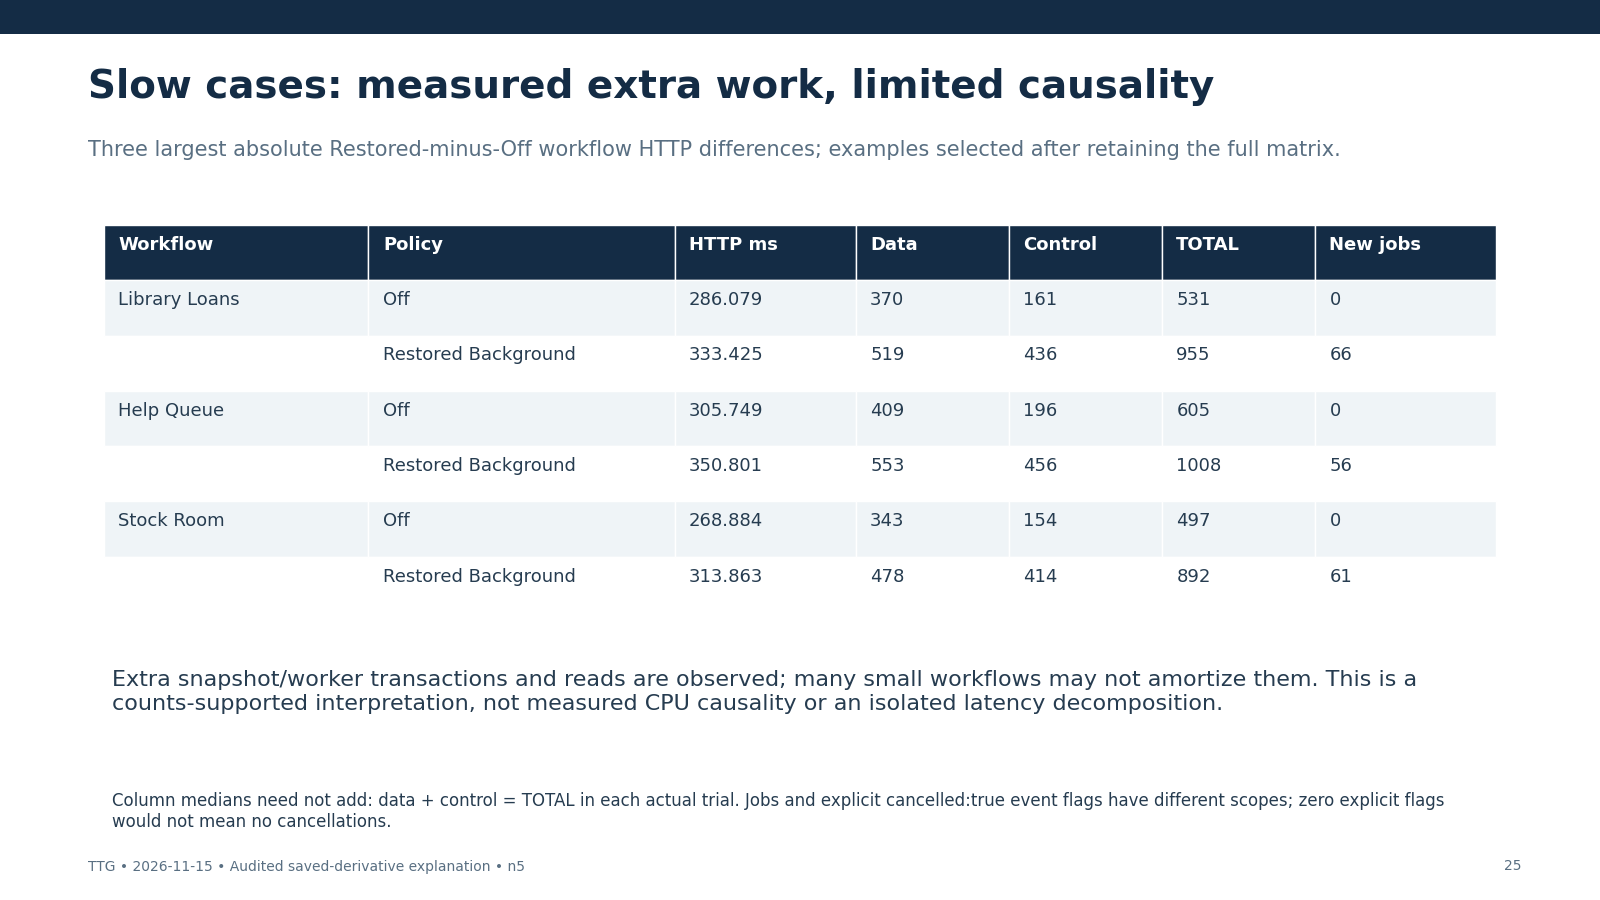 Slow cases: measured extra work, limited causality
Three largest absolute Restored-minus-Off workflow HTTP differences; examples selected after retaining the full matrix.
Workflow Policy HTTP ms Data Control TOTAL New jobs
Library Loans Off 286.079 370 161 531 0
Restored Background 333.425 519 436 955 66
Help Queue Off 305.749 409 196 605 0
Restored Background 350.801 553 456 1008 56
Stock Room Off 268.884 343 154 497 0
Restored Background 313.863 478 414 892 61
Extra snapshot/worker transactions and reads are observed; many small workflows may not amortize them. This is a
counts-supported interpretation, not measured CPU causality or an isolated latency decomposition.
Column medians need not add: data + control = TOTAL in each actual trial. Jobs and explicit cancelled:true event flags have different scopes; zero explicit flags
would not mean no cancellations.
TTG • 2026-11-15 • Audited saved-derivative explanation • n5
25